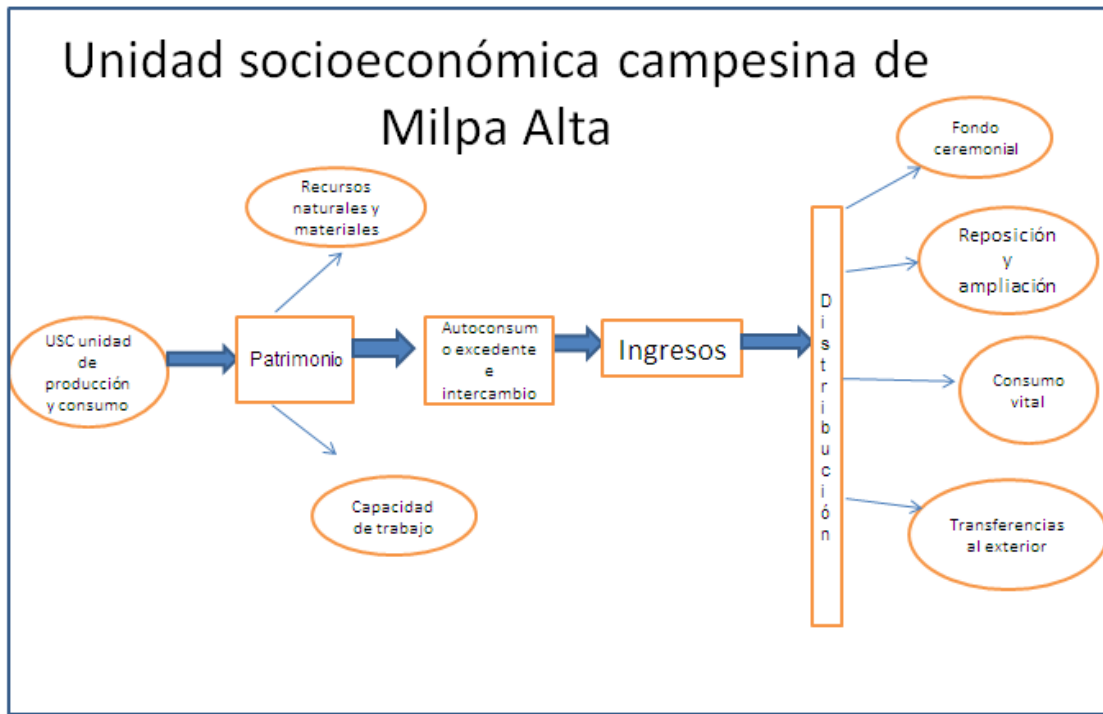 Unidad socioeconómica campesina de
Milpa Alta
Fondo
ceremonial
Recursos
naturales y
materiales
Reposición
y
ampliación
USC unidad
de
producción
y consumo
Patrimonio
Autoconsum
o excedente
e
intercambio
Ingresos
Distribución
Consumo
vital
Capacidad
de trabajo
Transferencias
al exterior